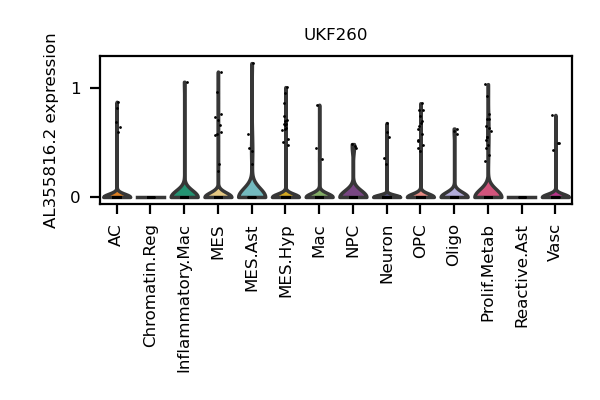 UKF260
AL355816.2 expression
1
0
AC
Chromatin.Reg
Inflammatory.Mac
MES
MES.Ast
MES.Hyp
Mac
NPC
Neuron
OPC
Oligo
Prolif.Metab
Reactive.Ast
Vasc